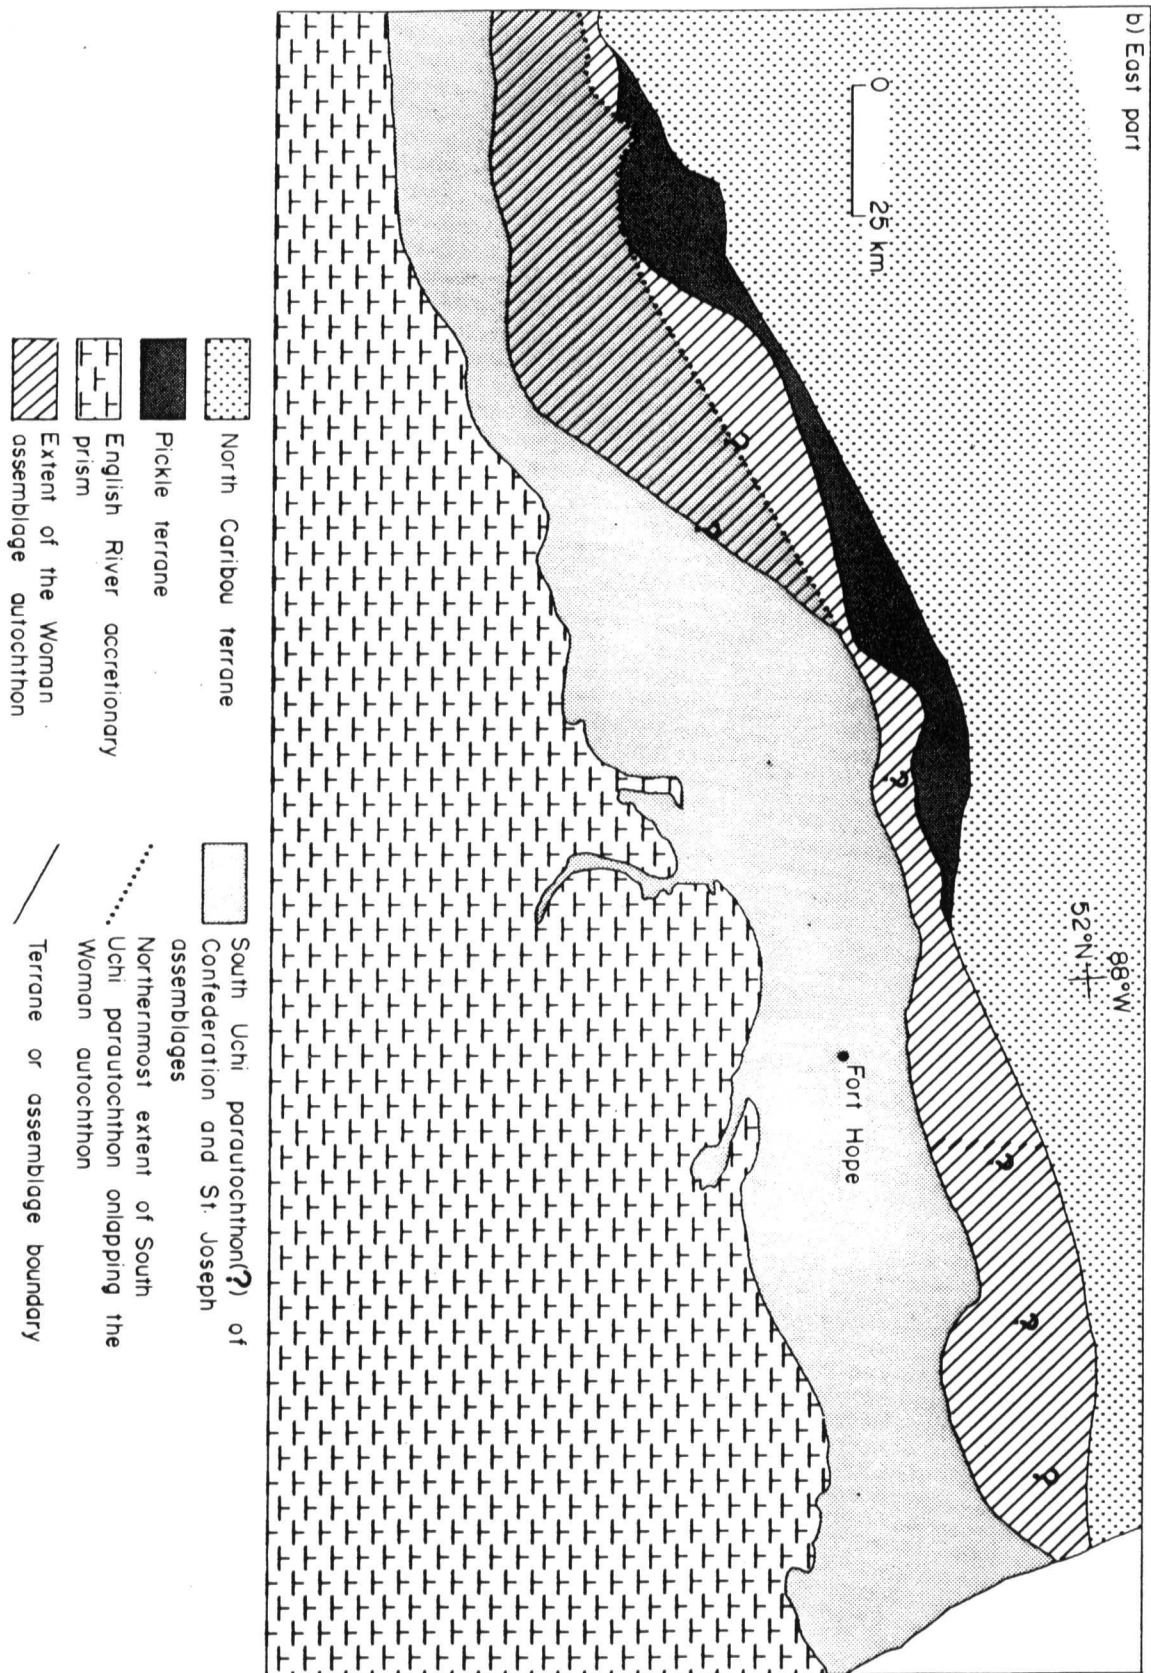 b) East part
0 25 km
88°W
52°N
Fort Hope
?
?
?
?
?
?
North Caribou terrane
Pickle terrane
English River accretionary
prism
Extent of the Woman
assemblage autochthon
South Uchi parautochthon(?) of
Confederation and St. Joseph
assemblages
Northernmost extent of South
Uchi parautochthon onlapping the
Woman autochthon
Terrane or assemblage boundary